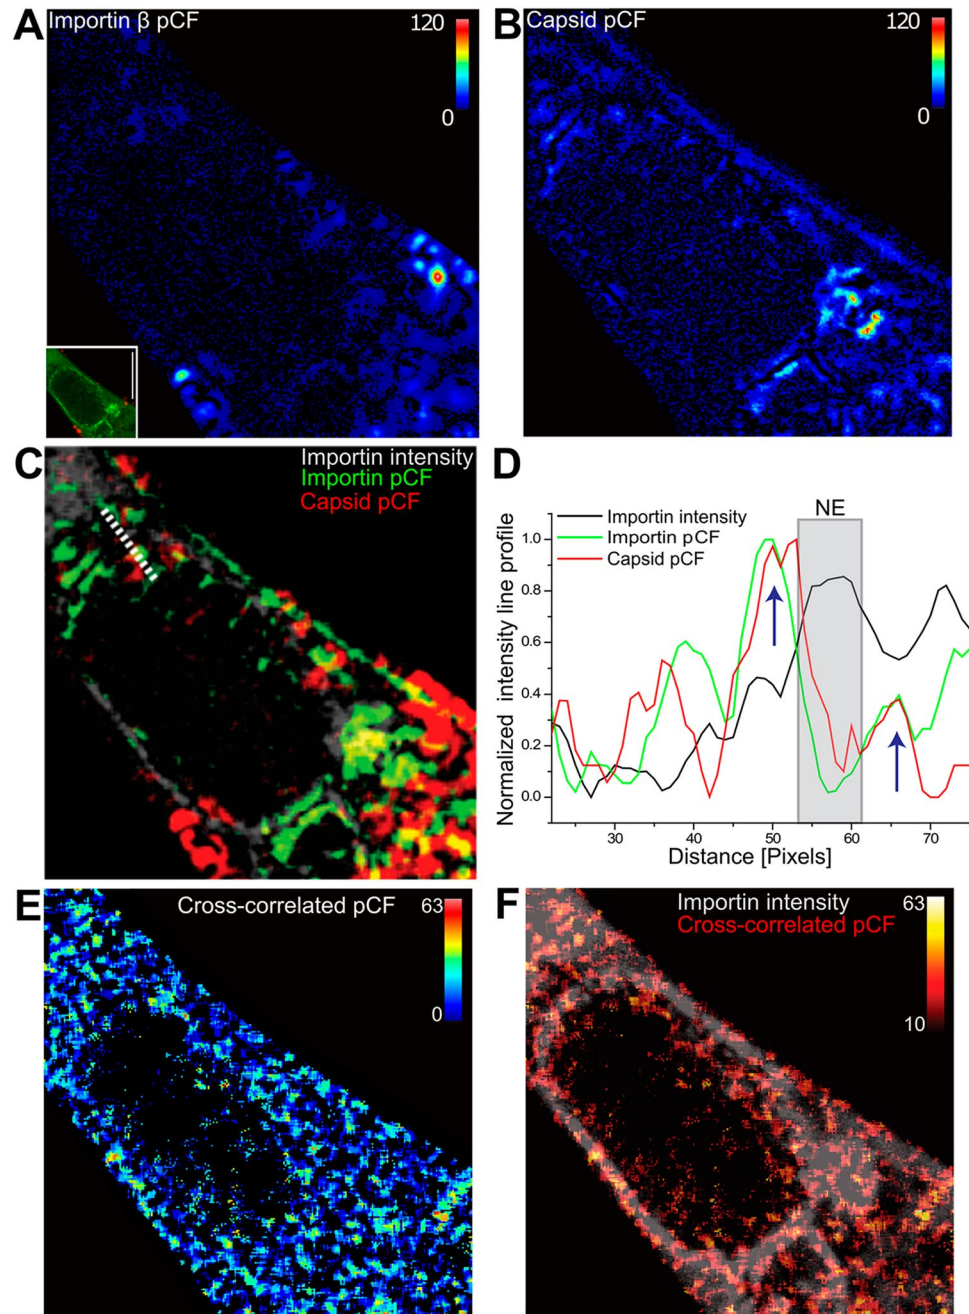 A
Importin β pCF
120
0
B
Capsid pCF
120
0
C
Importin intensity
Importin pCF
Capsid pCF
D
NE
Importin intensity
Importin pCF
Capsid pCF
Normalized intensity line profile
1.0
0.8
0.6
0.4
0.2
0.0
30
40
50
60
70
Distance [Pixels]
E
Cross-correlated pCF
63
0
F
Importin intensity
Cross-correlated pCF
63
10